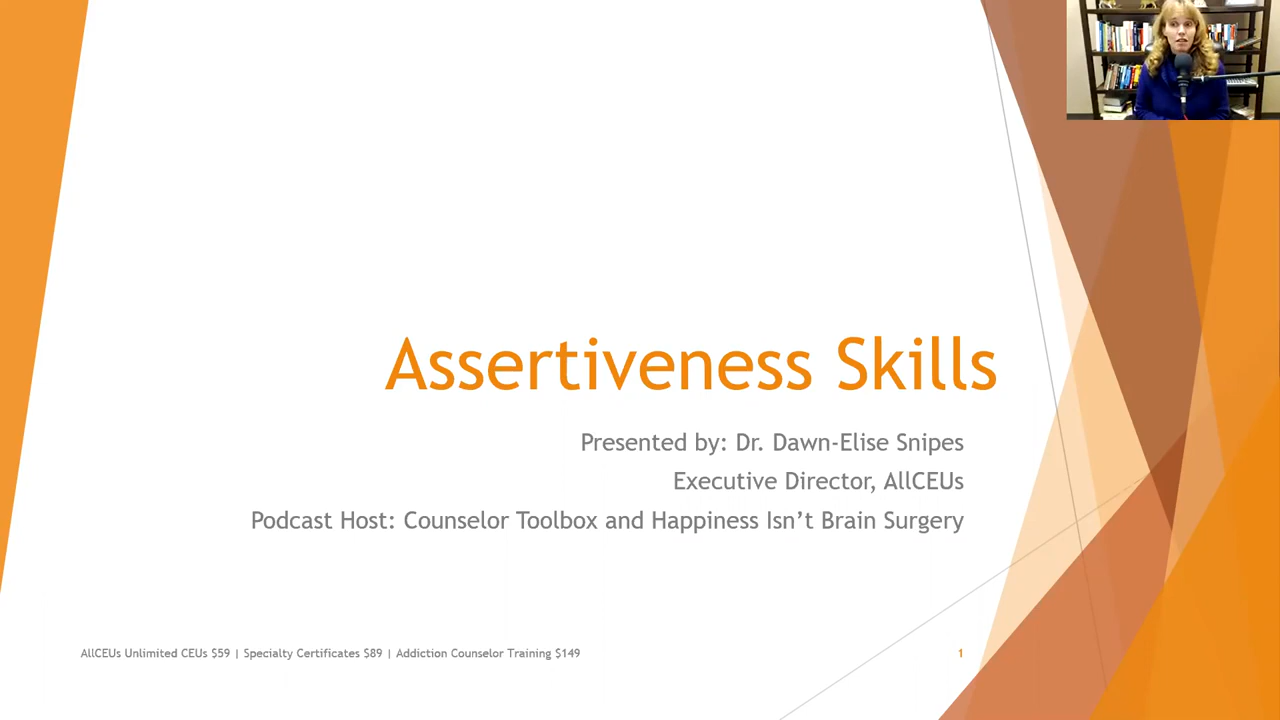 Assertiveness Skills
Presented by: Dr. Dawn-Elise Snipes
Executive Director, AllCEUs
Podcast Host: Counselor Toolbox and Happiness Isn’t Brain Surgery
AllCEUs Unlimited CEUs $59 | Specialty Certificates $89 | Addiction Counselor Training $149
1